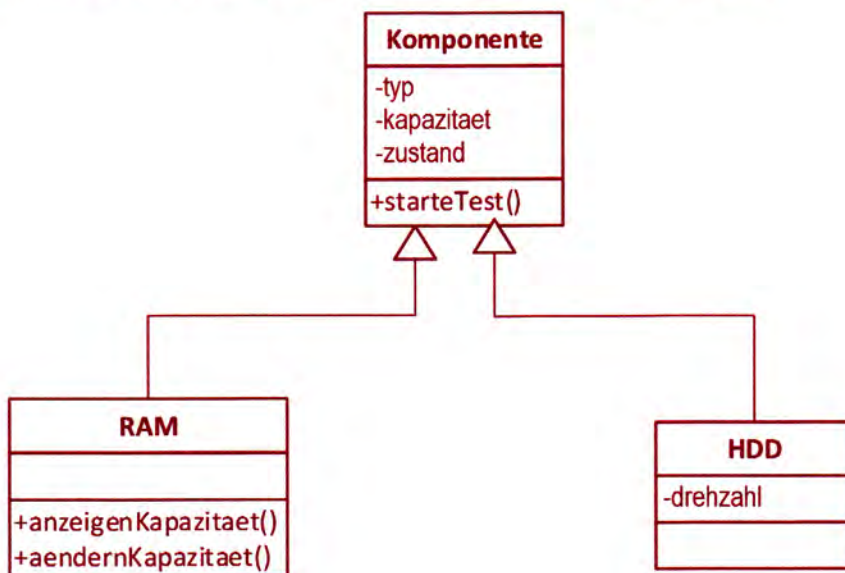 Komponente
-typ
-kapazitaet
-zustand
+starteTest()
RAM
+anzeigenKapazitaet()
+aendernKapazitaet()
HDD
-drehzahl